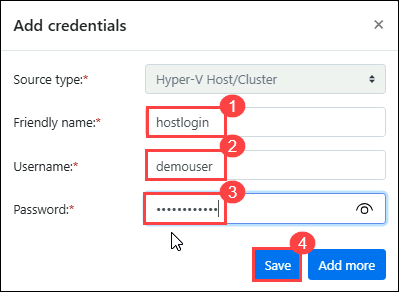 Add credentials ×
Source type:* Hyper-V Host/Cluster
1
Friendly name:* hostlogin
2
Username:* demouser
3
Password:* ••••••••••••
4
Save Add more